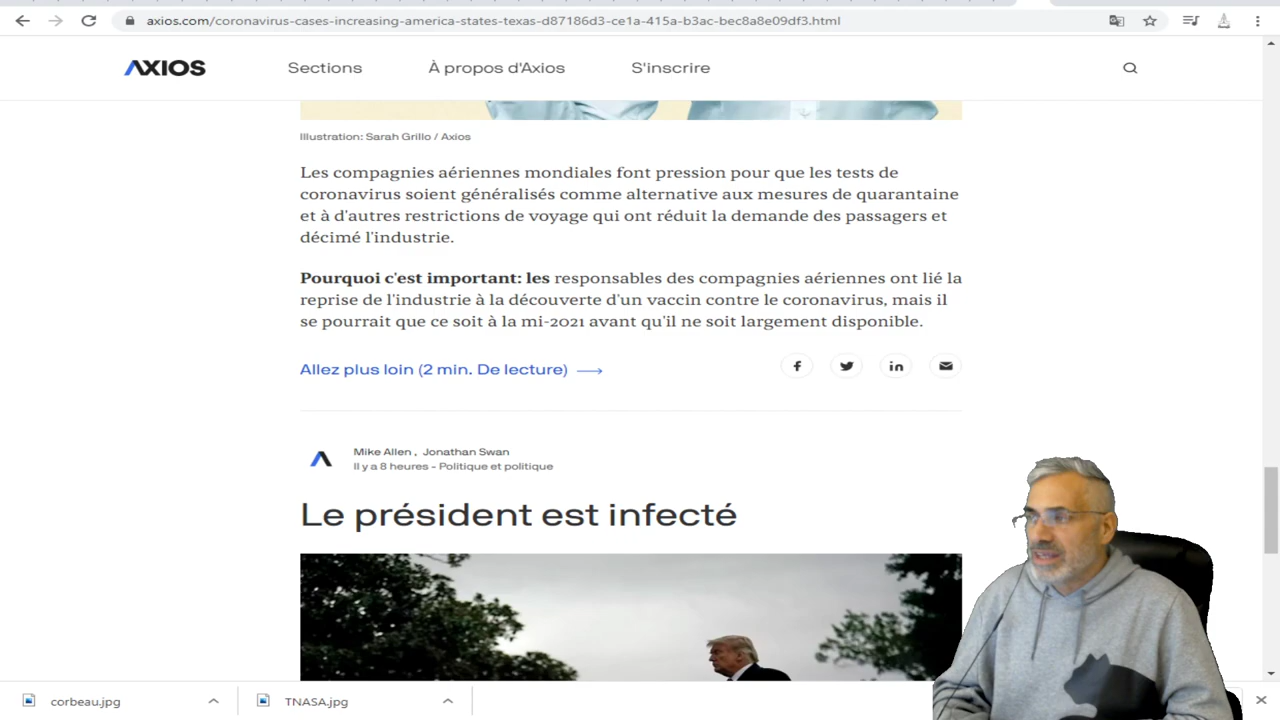 axios.com/coronavirus-cases-increasing-america-states-texas-d87186d3-ce1a-415a-b3ac-bec8a8e09df3.html
AXIOS
Sections
À propos d'Axios
S'inscrire
Illustration: Sarah Grillo / Axios
Les compagnies aériennes mondiales font pression pour que les tests de
coronavirus soient généralisés comme alternative aux mesures de quarantaine
et à d'autres restrictions de voyage qui ont réduit la demande des passagers et
décimé l'industrie.
Pourquoi c'est important: les responsables des compagnies aériennes ont lié la
reprise de l'industrie à la découverte d'un vaccin contre le coronavirus, mais il
se pourrait que ce soit à la mi-2021 avant qu'il ne soit largement disponible.
Allez plus loin (2 min. De lecture)
Mike Allen , Jonathan Swan
Il y a 8 heures - Politique et politique
Le président est infecté
corbeau.jpg
TNASA.jpg